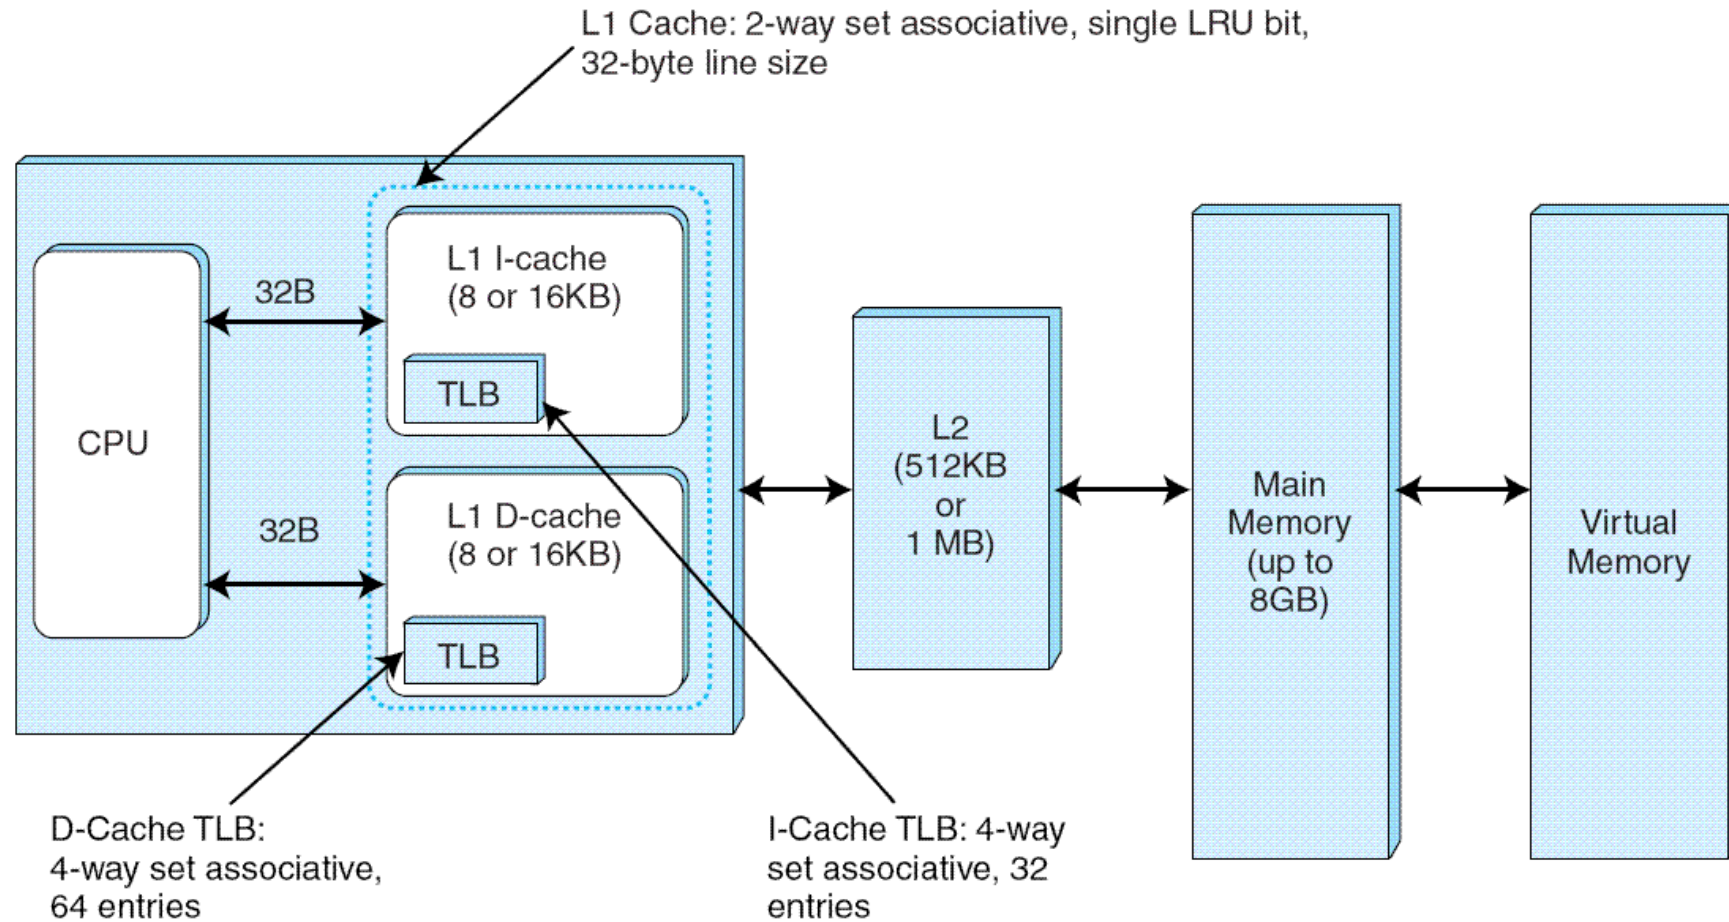 L1 Cache: 2-way set associative, single LRU bit,
32-byte line size
CPU
32B
32B
L1 I-cache
(8 or 16KB)
TLB
L1 D-cache
(8 or 16KB)
TLB
L2
(512KB
or
1 MB)
Main
Memory
(up to
8GB)
Virtual
Memory
D-Cache TLB:
4-way set associative,
64 entries
I-Cache TLB: 4-way
set associative, 32
entries